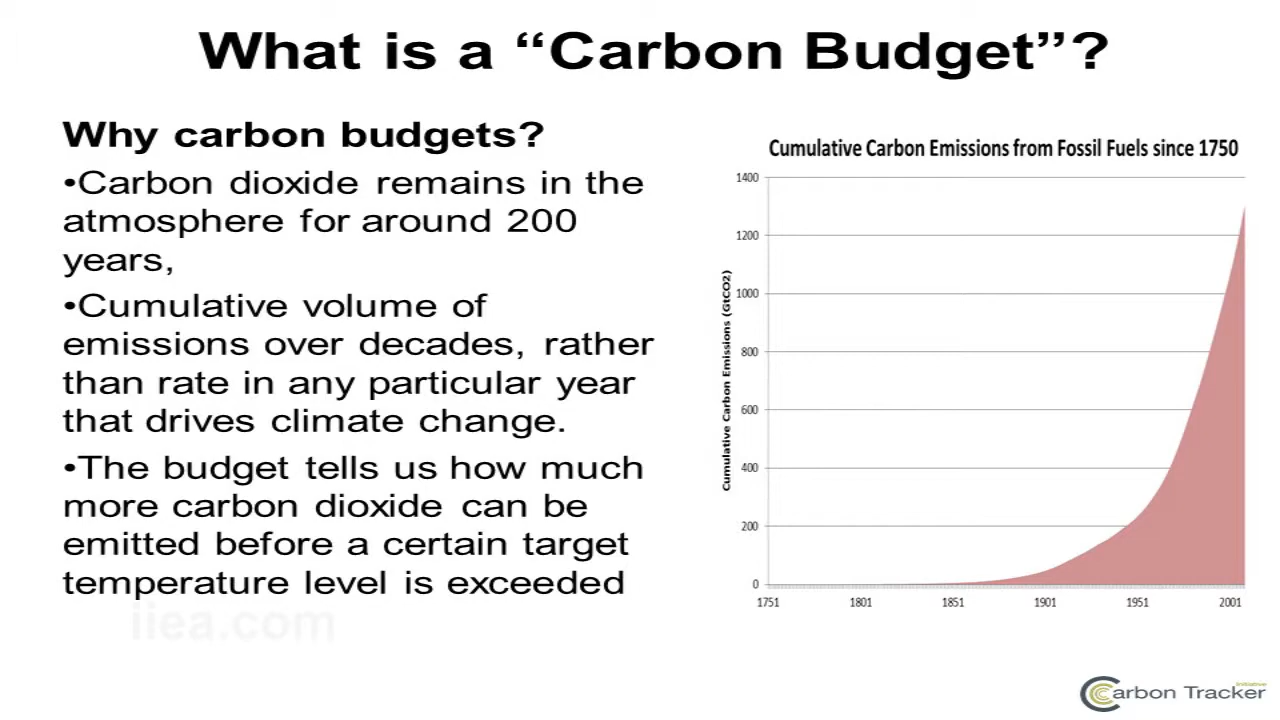 What is a “Carbon Budget”?
Why carbon budgets?
•Carbon dioxide remains in the
atmosphere for around 200
years,
•Cumulative volume of
emissions over decades, rather
than rate in any particular year
that drives climate change.
•The budget tells us how much
more carbon dioxide can be
emitted before a certain target
temperature level is exceeded
iiea.com
Cumulative Carbon Emissions from Fossil Fuels since 1750
Cumulative Carbon Emissions (GtCO2)
1400
1200
1000
800
600
400
200
0
1751 1801 1851 1901 1951 2001
Initiative
Carbon Tracker